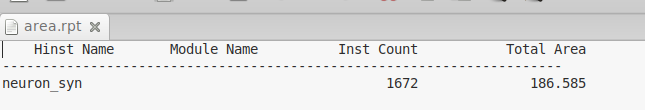 area.rpt
Hinst Name Module Name Inst Count Total Area
----------------------------------------------------------------------
neuron_syn 1672 186.585